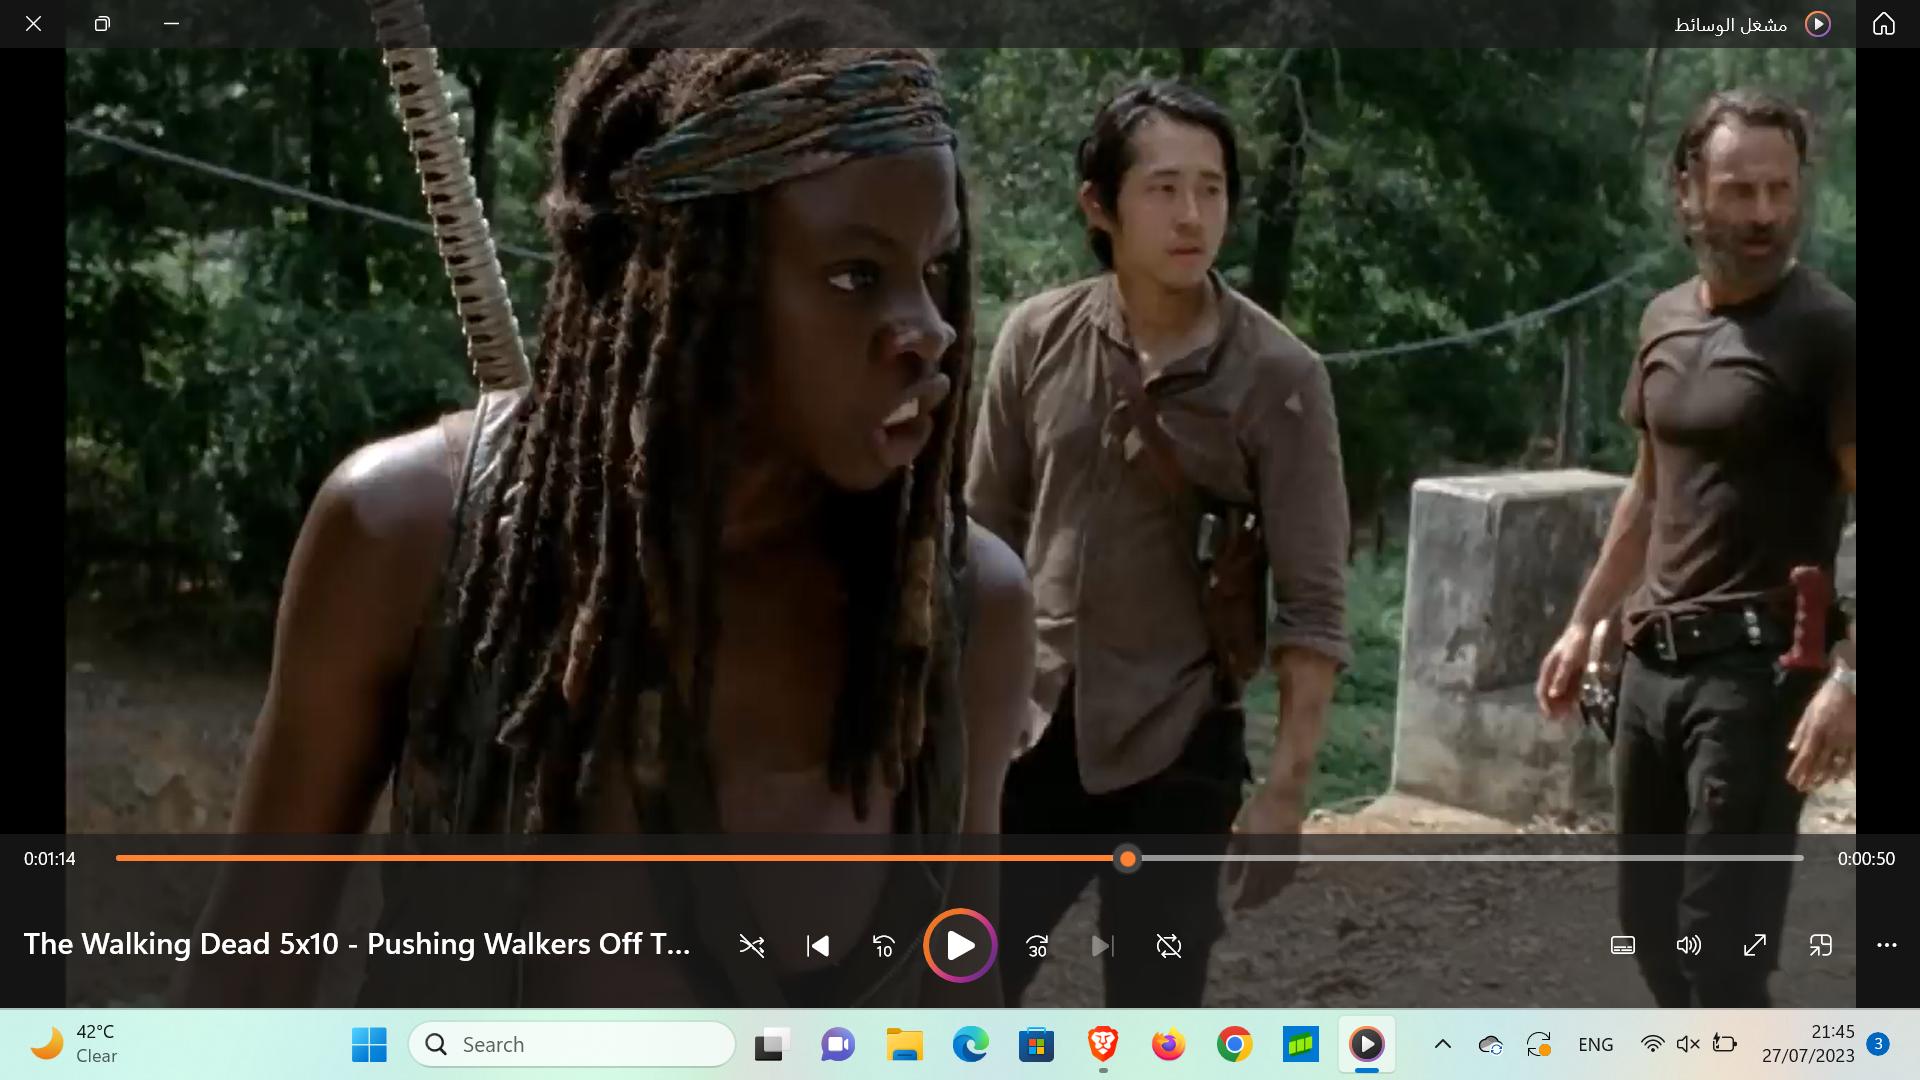 مشغل الوسائط
0:01:14
0:00:50
The Walking Dead 5x10 - Pushing Walkers Off T...
10
30
42°C
Clear
Search
ENG
21:45
27/07/2023
3